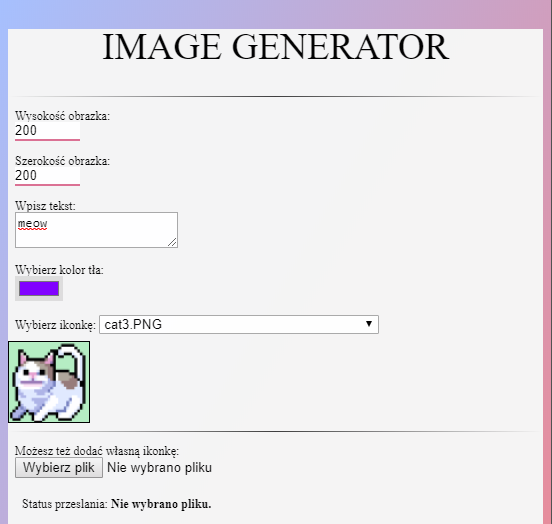 IMAGE GENERATOR
Wysokość obrazka:
200
Szerokość obrazka:
200
Wpisz tekst:
meow
Wybierz kolor tła:
Wybierz ikonkę: cat3.PNG
Możesz też dodać własną ikonkę:
Wybierz plik Nie wybrano pliku
Status przesłania: Nie wybrano pliku.